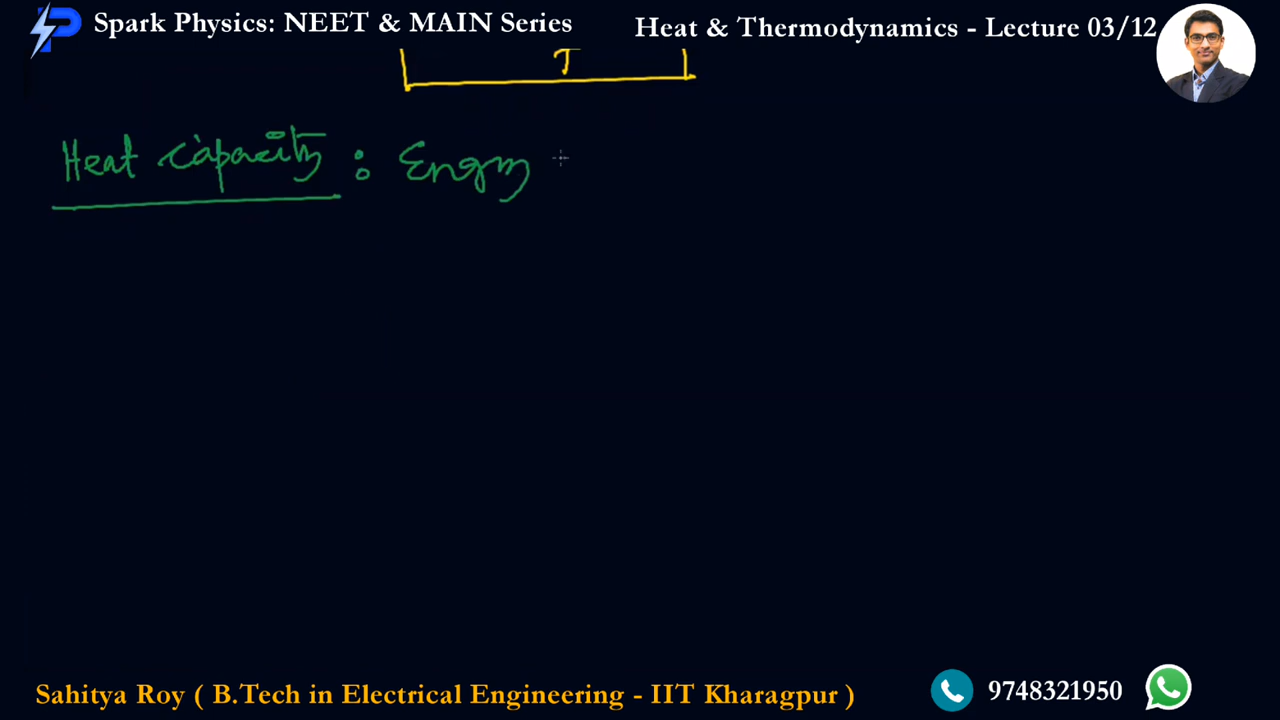 Spark Physics: NEET & MAIN Series
Heat & Thermodynamics - Lecture 03/12
T
Heat capacity : Engry
Sahitya Roy ( B.Tech in Electrical Engineering - IIT Kharagpur )
9748321950